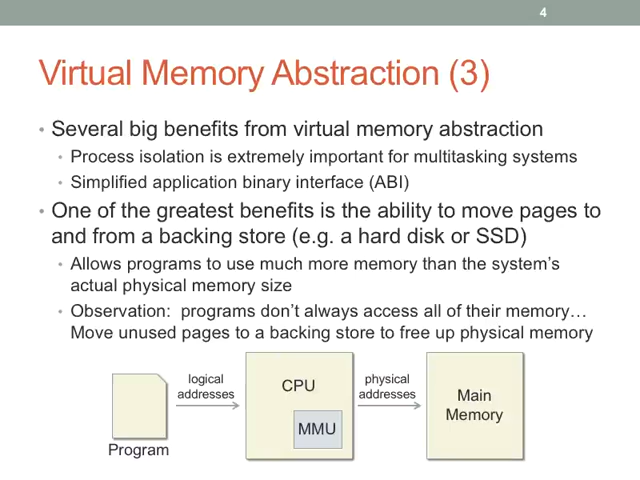 4
Virtual Memory Abstraction (3)
• Several big benefits from virtual memory abstraction
• Process isolation is extremely important for multitasking systems
• Simplified application binary interface (ABI)
• One of the greatest benefits is the ability to move pages to
and from a backing store (e.g. a hard disk or SSD)
• Allows programs to use much more memory than the system's
actual physical memory size
• Observation:  programs don't always access all of their memory…
Move unused pages to a backing store to free up physical memory
logical
addresses
CPU
physical
addresses
Main
Memory
MMU
Program